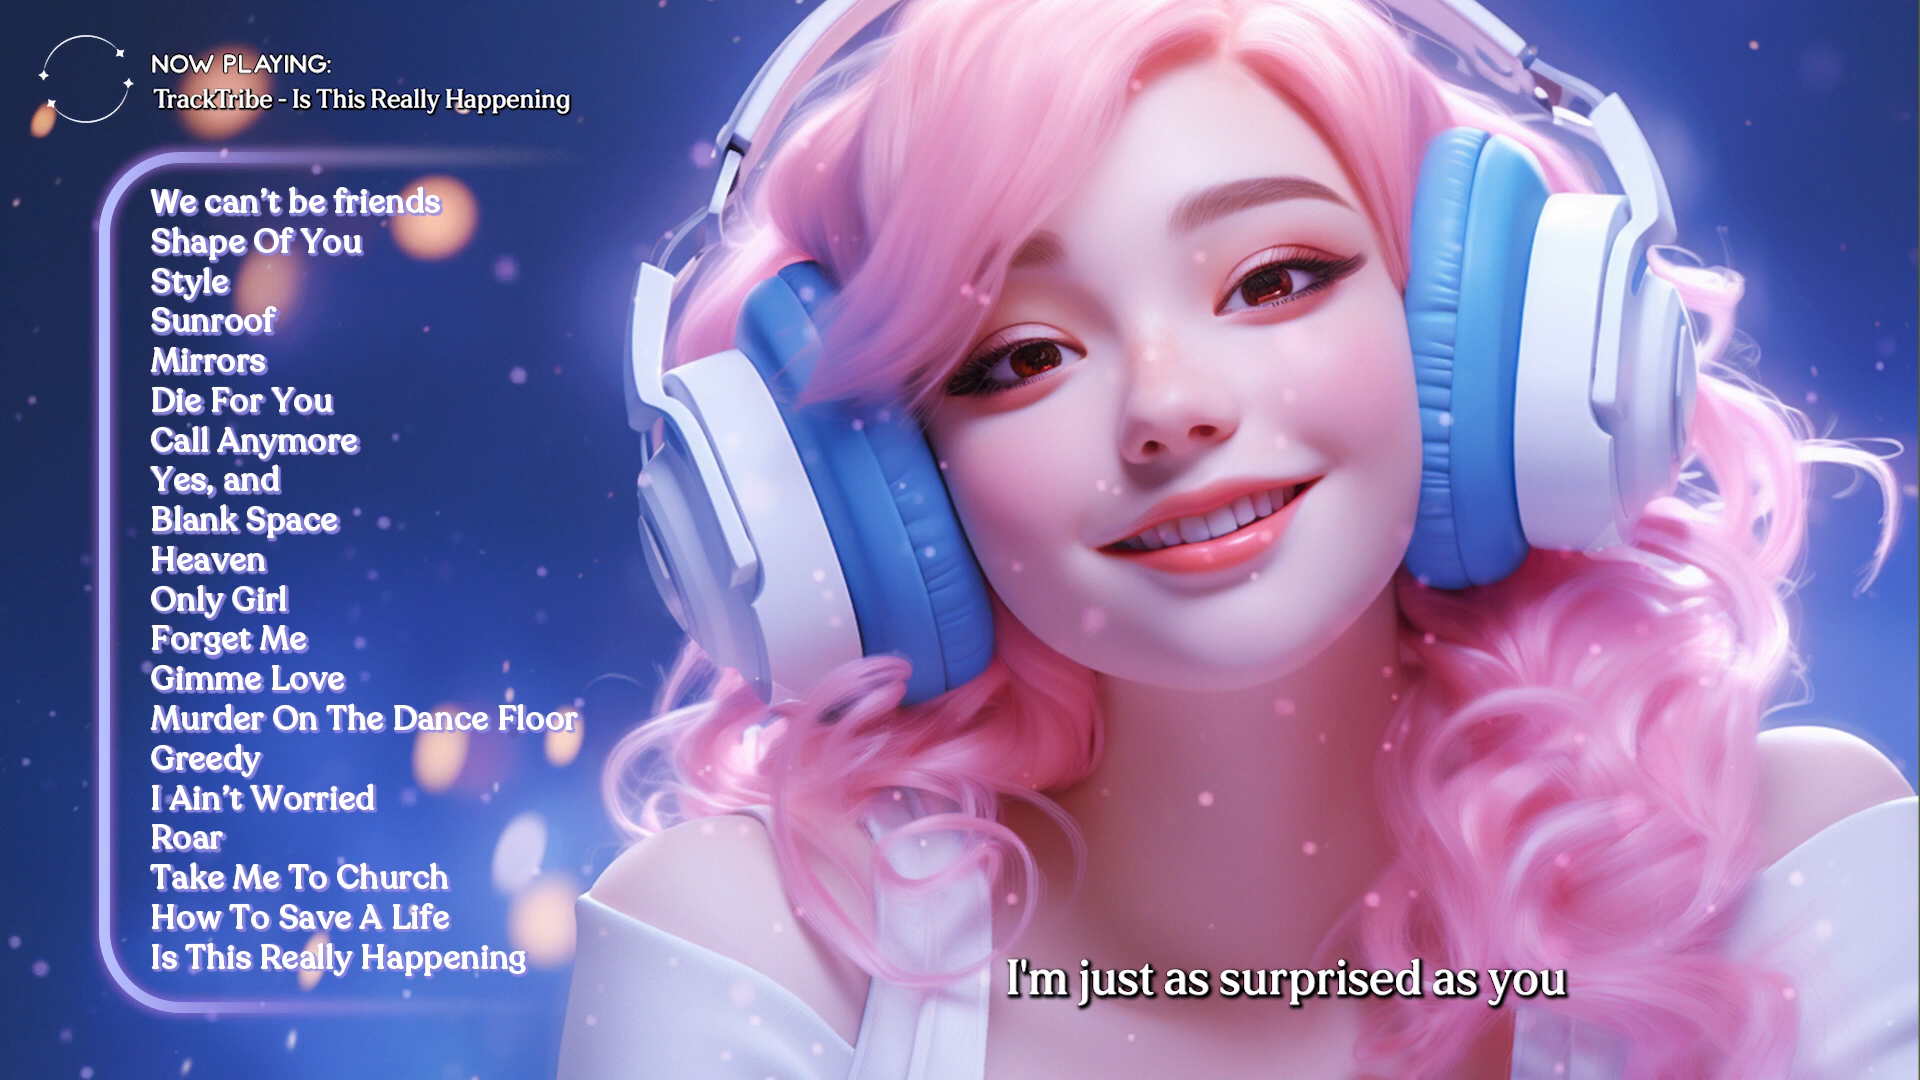 NOW PLAYING:
TrackTribe - Is This Really Happening
We can't be friends
Shape Of You
Style
Sunroof
Mirrors
Die For You
Call Anymore
Yes, and
Blank Space
Heaven
Only Girl
Forget Me
Gimme Love
Murder On The Dance Floor
Greedy
I Ain't Worried
Roar
Take Me To Church
How To Save A Life
Is This Really Happening
I'm just as surprised as you